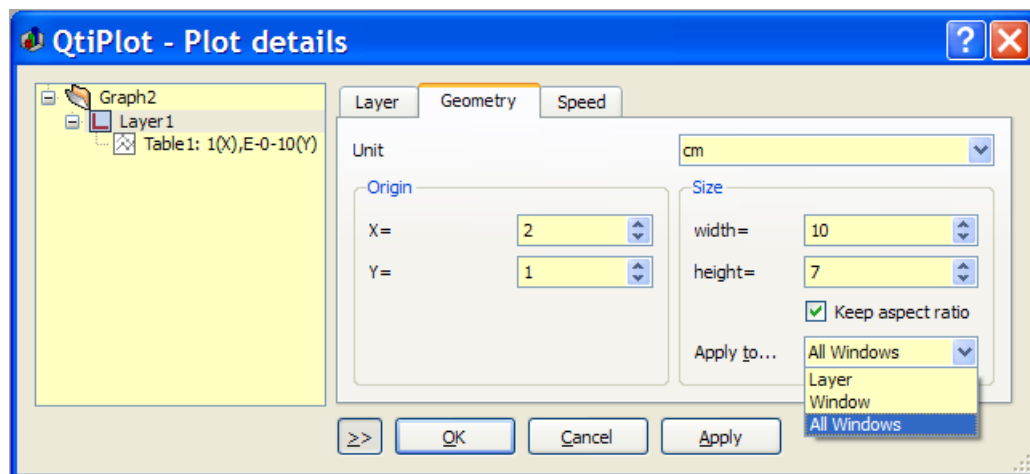 QtiPlot - Plot details
Graph2
Layer1
Table1: 1(X),E-0-10(Y)
Layer Geometry Speed
Unit cm
Origin Size
X= 2 width= 10
Y= 1 height= 7
Keep aspect ratio
Apply to... All Windows
Layer
Window
All Windows
>> OK Cancel Apply